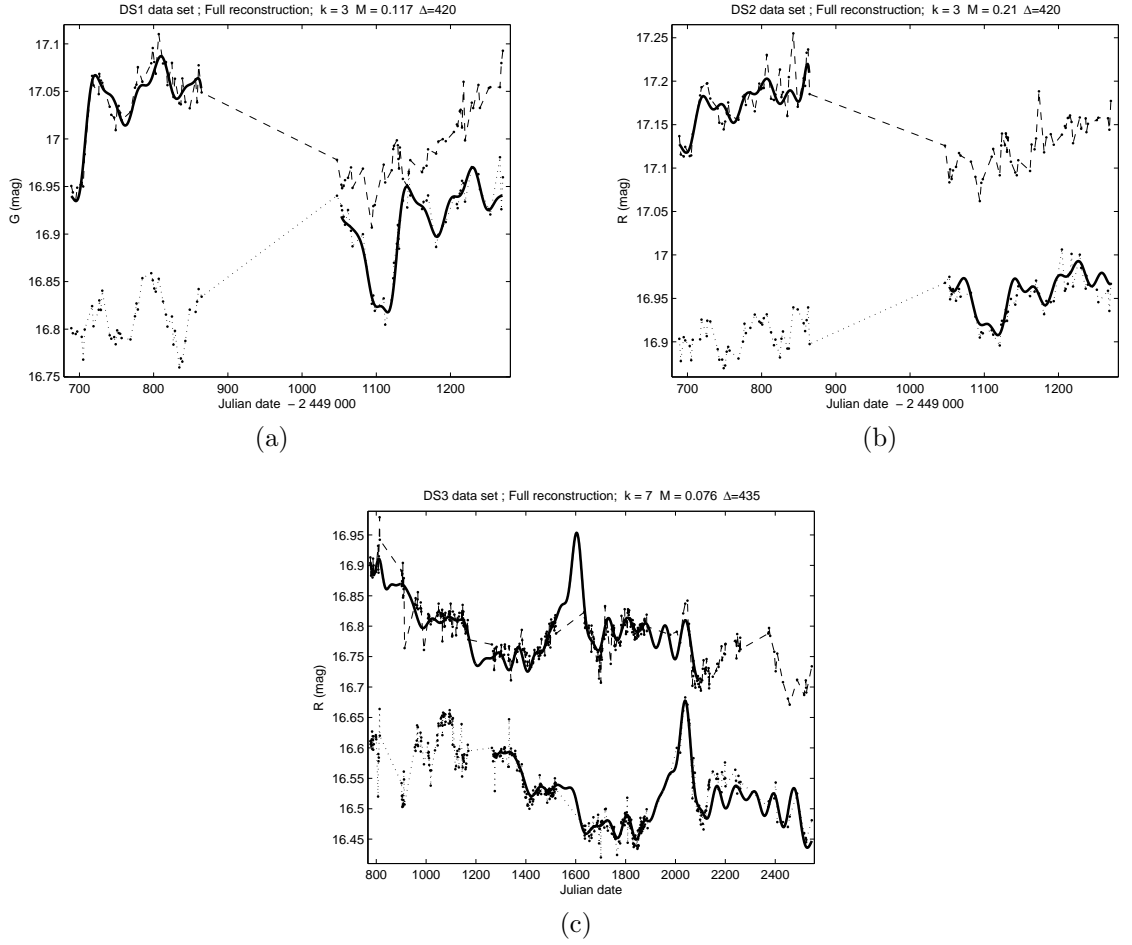 DS1 data set ; Full reconstruction; k = 3 M = 0.117 Δ=420
17.1
17.05
17
16.95
16.9
16.85
16.8
16.75
G (mag)
700 800 900 1000 1100 1200
Julian date − 2 449 000
(a)
DS2 data set ; Full reconstruction; k = 3 M = 0.21 Δ=420
17.25
17.2
17.15
17.1
17.05
17
16.95
16.9
R (mag)
700 800 900 1000 1100 1200
Julian date − 2 449 000
(b)
DS3 data set ; Full reconstruction; k = 7 M = 0.076 Δ=435
16.95
16.9
16.85
16.8
16.75
16.7
16.65
16.6
16.55
16.5
16.45
R (mag)
800 1000 1200 1400 1600 1800 2000 2200 2400
Julian date
(c)